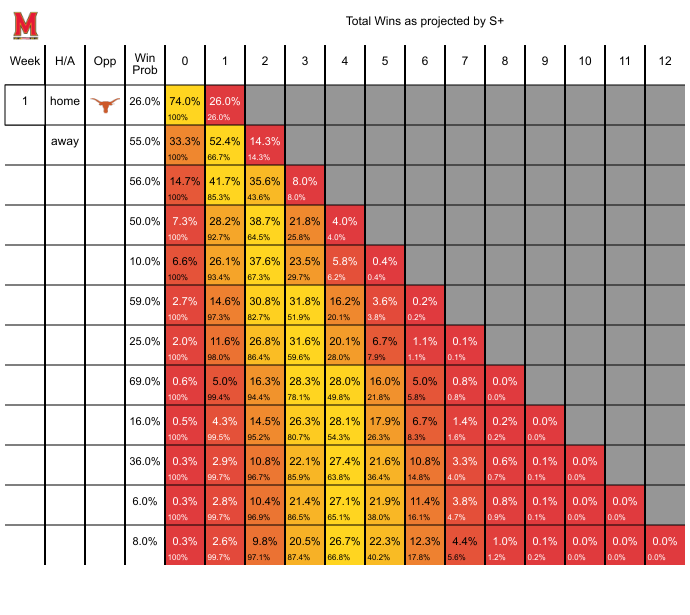 M
Total Wins as projected by S+
Week H/A Opp Win Prob 0 1 2 3 4 5 6 7 8 9 10 11 12
1 home 26.0% 74.0% 26.0%
100% 26.0%
away 55.0% 33.3% 52.4% 14.3%
100% 66.7% 14.3%
56.0% 14.7% 41.7% 35.6% 8.0%
100% 85.3% 43.6% 8.0%
50.0% 7.3% 28.2% 38.7% 21.8% 4.0%
100% 92.7% 64.5% 25.8% 4.0%
10.0% 6.6% 26.1% 37.6% 23.5% 5.8% 0.4%
100% 93.4% 67.3% 29.7% 6.2% 0.4%
59.0% 2.7% 14.6% 30.8% 31.8% 16.2% 3.6% 0.2%
100% 97.3% 82.7% 51.9% 20.1% 3.8% 0.2%
25.0% 2.0% 11.6% 26.8% 31.6% 20.1% 6.7% 1.1% 0.1%
100% 98.0% 86.4% 59.6% 28.0% 7.9% 1.1% 0.1%
69.0% 0.6% 5.0% 16.3% 28.3% 28.0% 16.0% 5.0% 0.8% 0.0%
100% 99.4% 94.4% 78.1% 49.8% 21.8% 5.8% 0.8% 0.0%
16.0% 0.5% 4.3% 14.5% 26.3% 28.1% 17.9% 6.7% 1.4% 0.2% 0.0%
100% 99.5% 95.2% 80.7% 54.3% 26.3% 8.3% 1.6% 0.2% 0.0%
36.0% 0.3% 2.9% 10.8% 22.1% 27.4% 21.6% 10.8% 3.3% 0.6% 0.1% 0.0%
100% 99.7% 96.7% 85.9% 63.8% 36.4% 14.8% 4.0% 0.7% 0.1% 0.0%
6.0% 0.3% 2.8% 10.4% 21.4% 27.1% 21.9% 11.4% 3.8% 0.8% 0.1% 0.0% 0.0%
100% 99.7% 96.9% 86.5% 65.1% 38.0% 16.1% 4.7% 0.9% 0.1% 0.0% 0.0%
8.0% 0.3% 2.6% 9.8% 20.5% 26.7% 22.3% 12.3% 4.4% 1.0% 0.1% 0.0% 0.0% 0.0%
100% 99.7% 97.1% 87.4% 66.8% 40.2% 17.8% 5.6% 1.2% 0.2% 0.0% 0.0% 0.0%